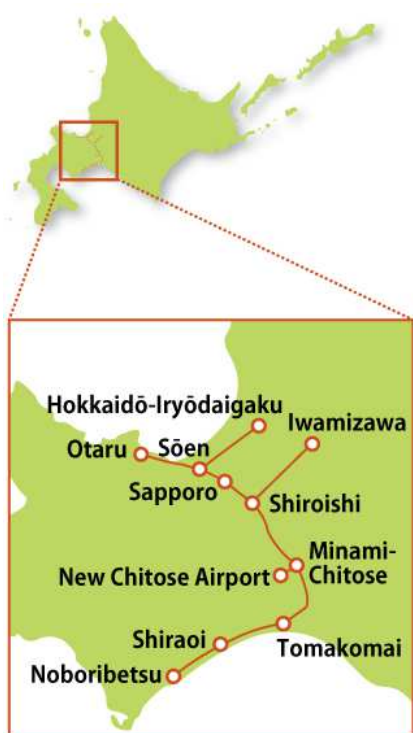 Hokkaidō-Iryōdaigaku
Iwamizawa
Otaru
Sōen
Sapporo
Shiroishi
Minami-
Chitose
New Chitose Airport
Shiraoi
Tomakomai
Noboribetsu